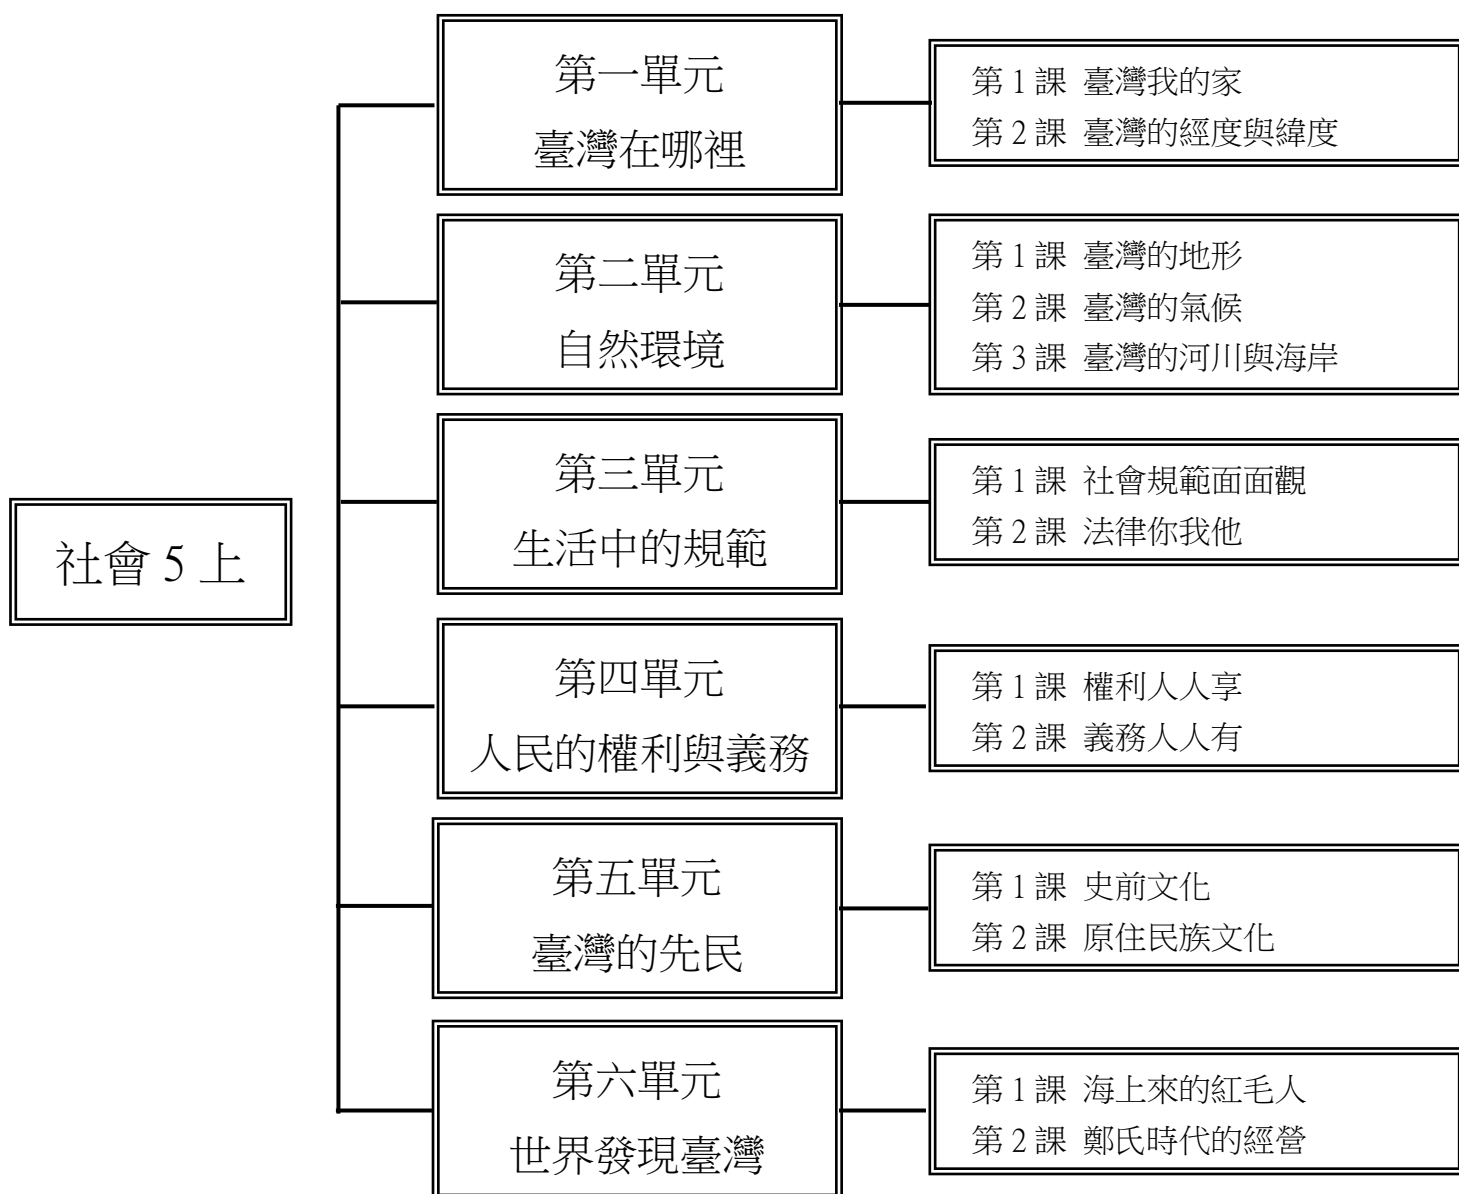 社會 5 上
第一單元
臺灣在哪裡
第 1 課 臺灣我的家
第 2 課 臺灣的經度與緯度
第二單元
自然環境
第 1 課 臺灣的地形
第 2 課 臺灣的氣候
第 3 課 臺灣的河川與海岸
第三單元
生活中的規範
第 1 課 社會規範面面觀
第 2 課 法律你我他
第四單元
人民的權利與義務
第 1 課 權利人人享
第 2 課 義務人人有
第五單元
臺灣的先民
第 1 課 史前文化
第 2 課 原住民族文化
第六單元
世界發現臺灣
第 1 課 海上來的紅毛人
第 2 課 鄭氏時代的經營